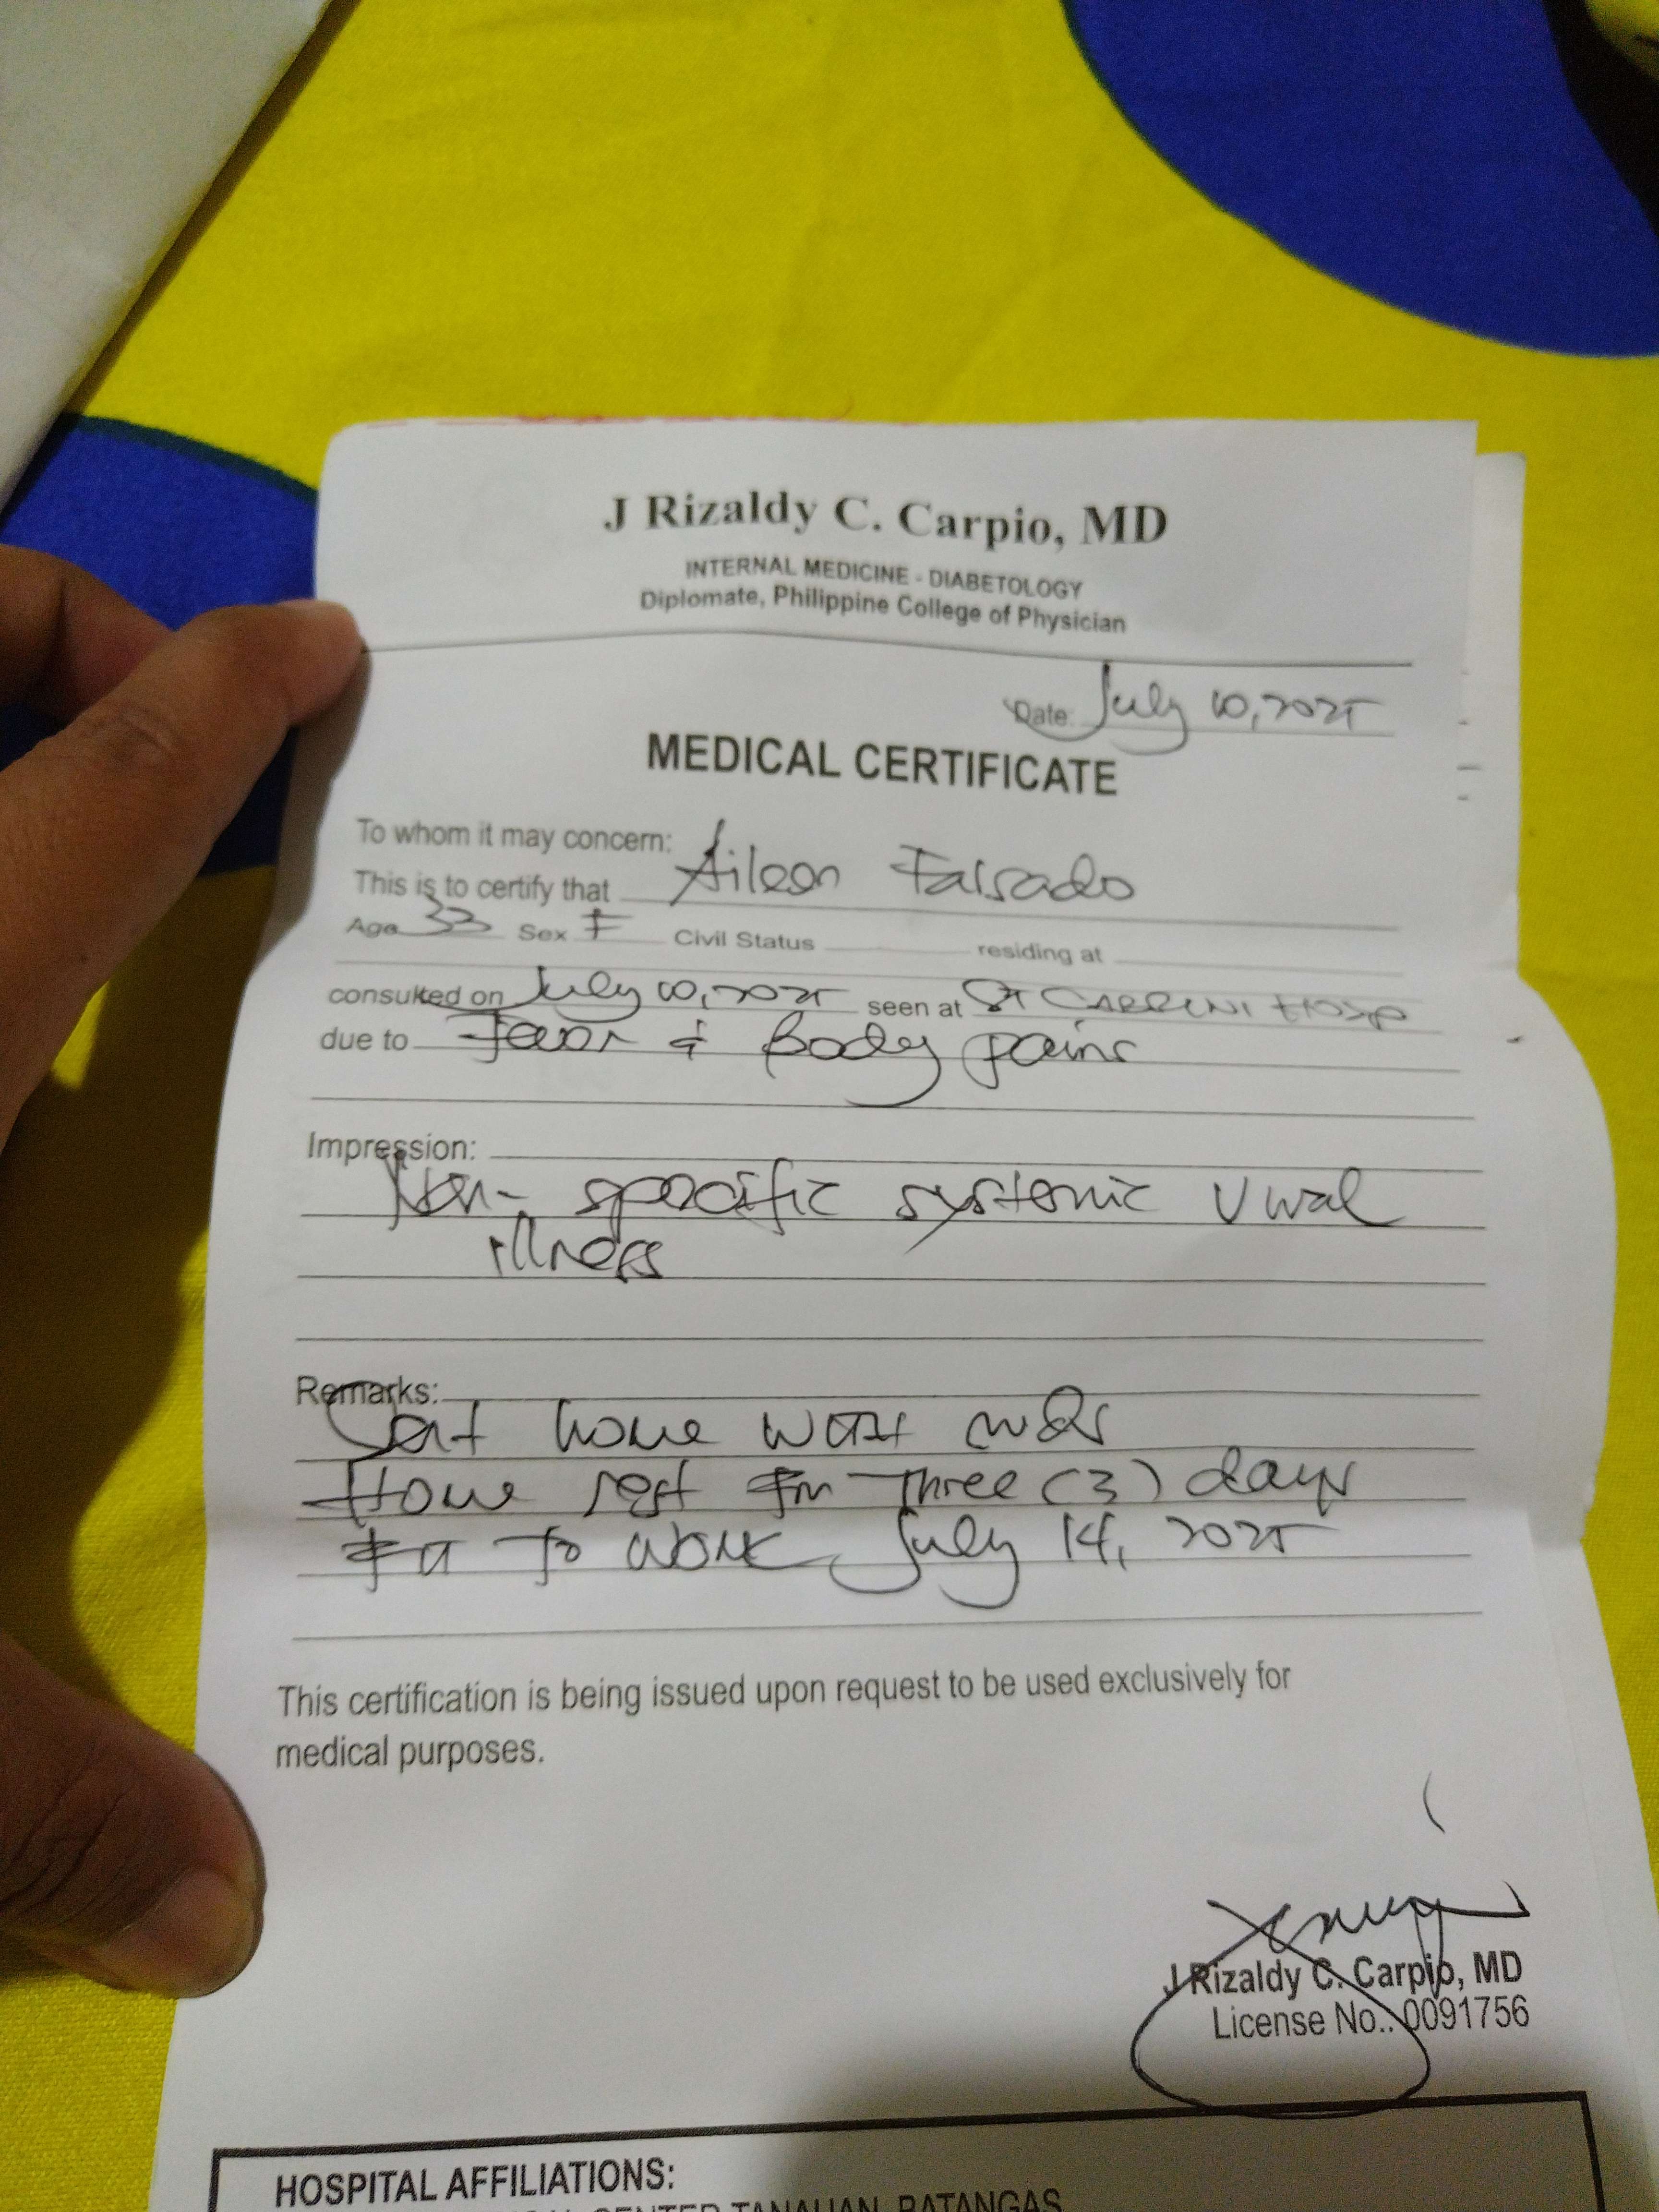 J Rizaldy C. Carpio, MD
INTERNAL MEDICINE - DIABETOLOGY
Diplomate, Philippine College of Physician
Date: July 10, 2025
MEDICAL CERTIFICATE
To whom it may concern:
This is to certify that Aileen Falsado
Age 33 Sex F Civil Status residing at
consulted on July 10, 2025 seen at St Hosp
due to Fever & Body pains
Impression:
Non-specific systemic viral
illness
Remarks:
Sent home with meds
Home rest for Three (3) days
Fit to work July 14, 2025
This certification is being issued upon request to be used exclusively for
medical purposes.
J Rizaldy C. Carpio, MD
License No.. 0091756
HOSPITAL AFFILIATIONS:
CENTER TANAUAN, BATANGAS